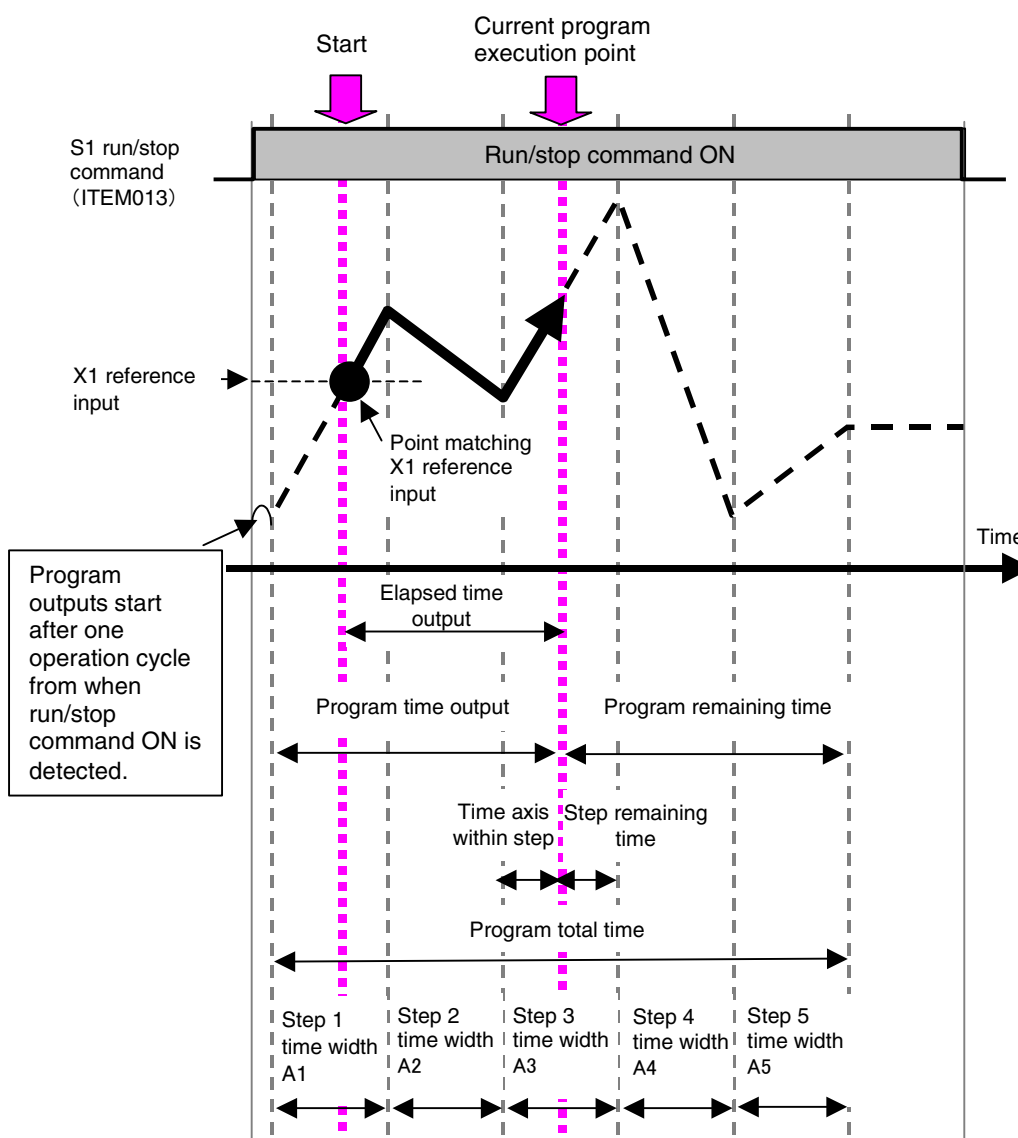 Start
Current program
execution point
S1 run/stop
command
（ITEM013）
Run/stop command ON
X1 reference
input
Point matching
X1 reference
input
Time
Program
outputs start
after one
operation cycle
from when
run/stop
command ON is
detected.
Elapsed time
output
Program time output
Program remaining time
Time axis
within step
Step remaining
time
Program total time
Step 1
time width
A1
Step 2
time width
A2
Step 3
time width
A3
Step 4
time width
A4
Step 5
time width
A5